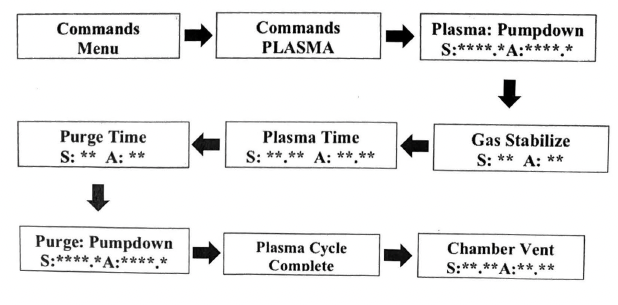 Commands
Menu
Commands
PLASMA
Plasma: Pumpdown
S:****.*A:****.*
Gas Stabilize
S: ** A: **
Plasma Time
S: **.** A: **.**
Purge Time
S: ** A: **
Purge: Pumpdown
S:****.*A:****.*
Plasma Cycle
Complete
Chamber Vent
S:**.**A:**.**